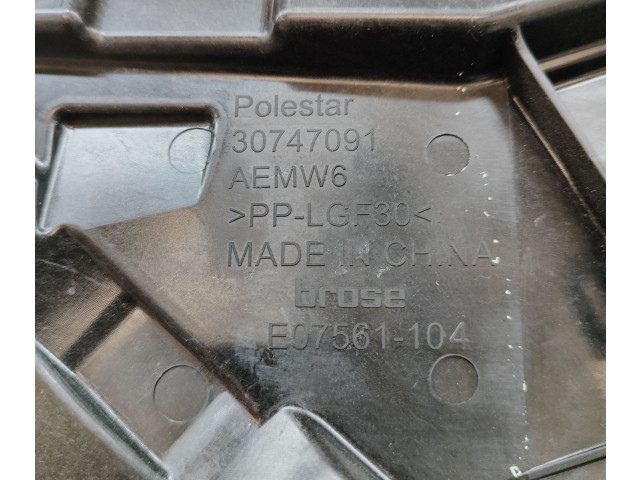 Polestar
30747091
AEMW6
>PP-LGF30<
MADE IN CHINA
brose
E07561-104